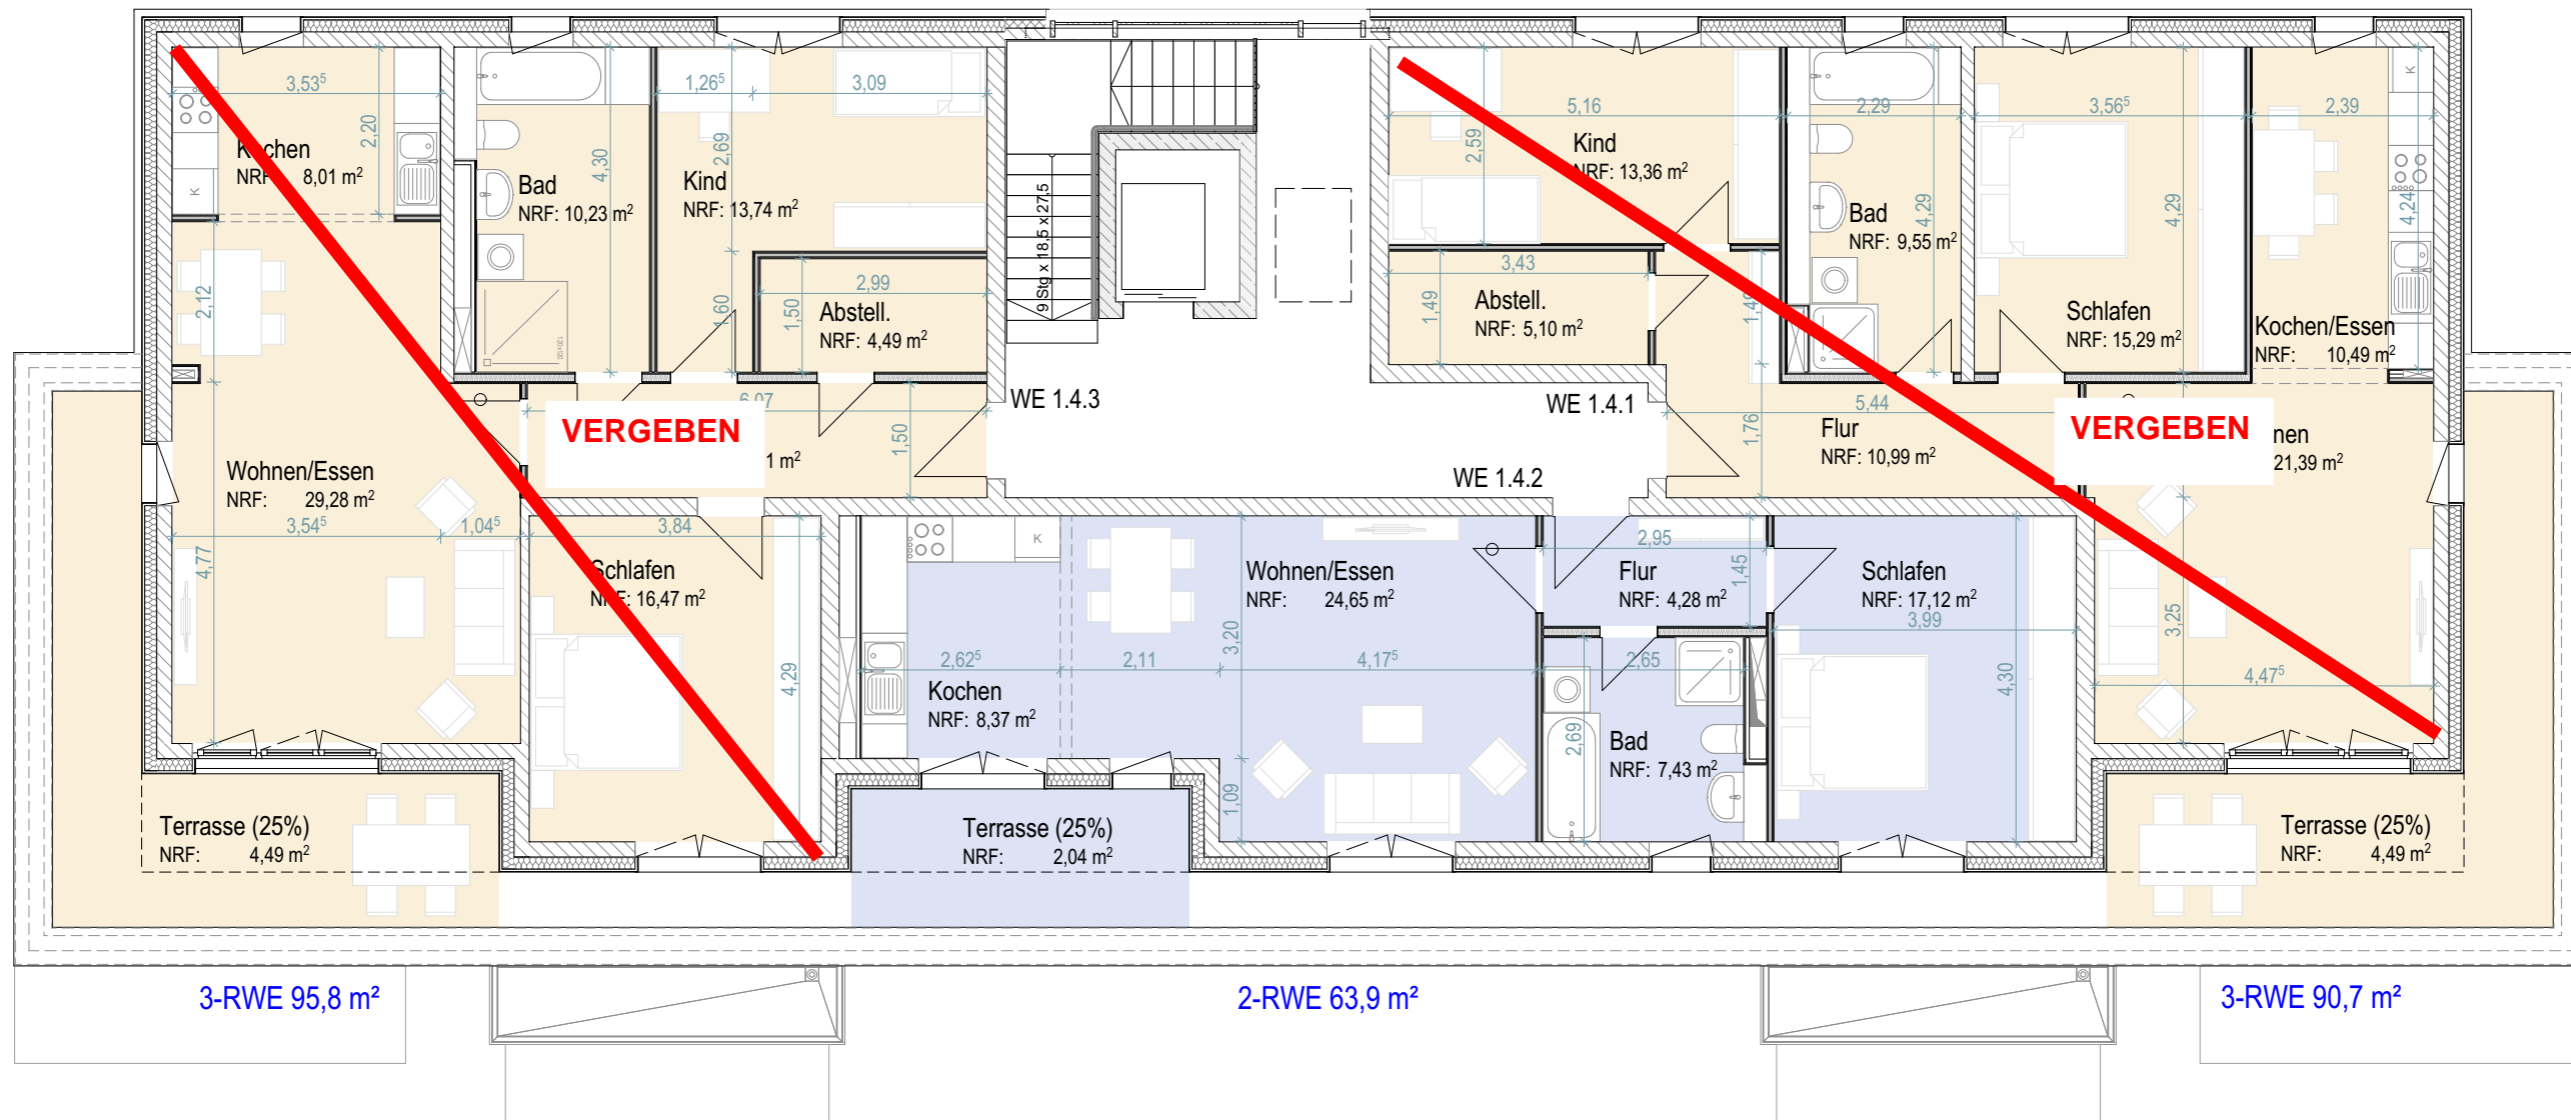 3,53⁵
2,20
Kochen
NRF: 8,01 m²
K
2,12
Wohnen/Essen
NRF: 29,28 m²
3,54⁵
1,04⁵
4,77
Bad
NRF: 10,23 m²
4,30
120x120
1,26⁵
3,09
2,69
Kind
NRF: 13,74 m²
1,60
2,99
1,50
Abstell.
NRF: 4,49 m²
6,07
VERGEBEN
1 m²
1,50
WE 1.4.3
3,84
Schlafen
NRF: 16,47 m²
4,29
Terrasse (25%)
NRF: 4,49 m²
9 Stg x 18,5 x 27,5
5,16
2,59
Kind
NRF: 13,36 m²
3,43
1,49
Abstell.
NRF: 5,10 m²
1,49
2,29
Bad
NRF: 9,55 m²
4,29
3,56⁵
4,29
Schlafen
NRF: 15,29 m²
2,39
K
4,24
Kochen/Essen
NRF: 10,49 m²
WE 1.4.1
5,44
1,76
Flur
NRF: 10,99 m²
VERGEBEN
nen
21,39 m²
3,25
4,47⁵
WE 1.4.2
K
Wohnen/Essen
NRF: 24,65 m²
2,62⁵
2,11
3,20
4,17⁵
Kochen
NRF: 8,37 m²
1,09
2,95
1,45
Flur
NRF: 4,28 m²
2,65
2,69
Bad
NRF: 7,43 m²
Schlafen
NRF: 17,12 m²
3,99
4,30
Terrasse (25%)
NRF: 2,04 m²
Terrasse (25%)
NRF: 4,49 m²
3-RWE 95,8 m²
2-RWE 63,9 m²
3-RWE 90,7 m²